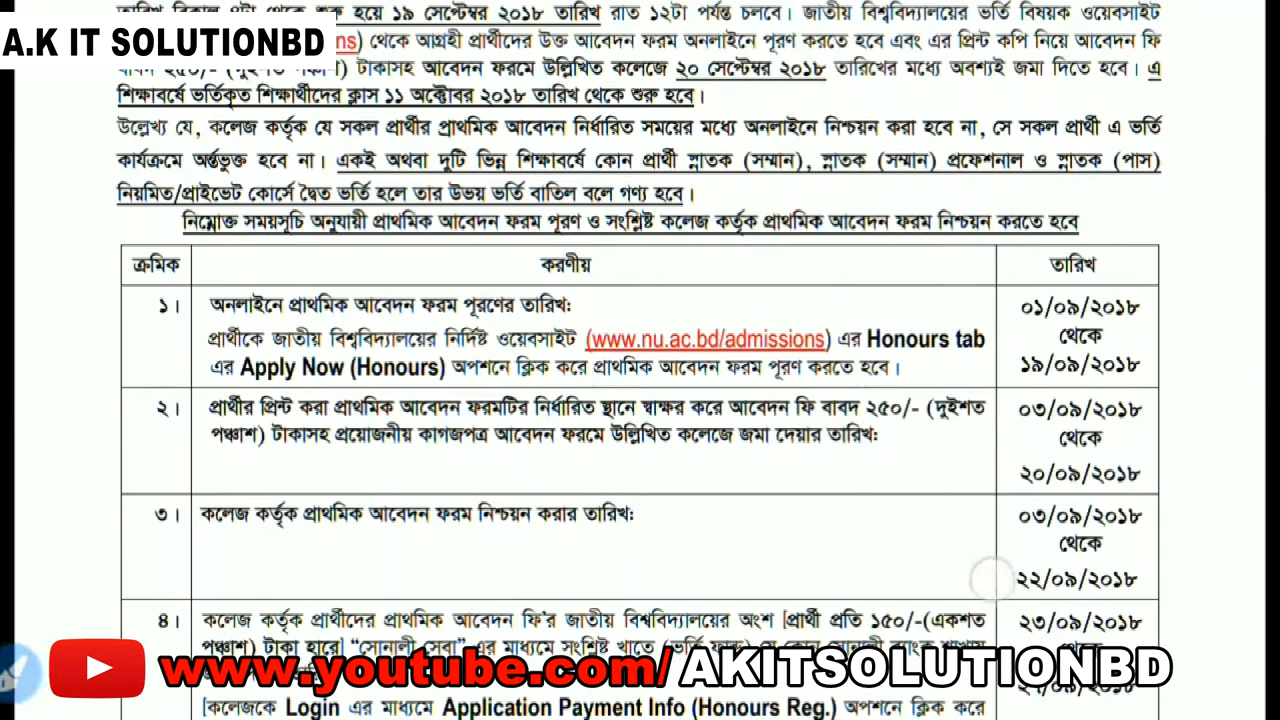 তারিখ বিকাল ৪টা থেকে শুরু হয়ে ১৯ সেপ্টেম্বর ২০১৮ তারিখ রাত ১২টা পর্যন্ত চলবে। জাতীয় বিশ্ববিদ্যালয়ের ভর্তি বিষয়ক ওয়েবসাইট
A.K IT SOLUTIONBD
ns) থেকে আগ্রহী প্রার্থীদের উক্ত আবেদন ফরম অনলাইনে পূরণ করতে হবে এবং এর প্রিন্ট কপি নিয়ে আবেদন ফি
বাবদ ২৫০/- (দুইশত পঞ্চাশ) টাকাসহ আবেদন ফরমে উল্লিখিত কলেজে ২০ সেপ্টেম্বর ২০১৮ তারিখের মধ্যে অবশ্যই জমা দিতে হবে। এ
শিক্ষাবর্ষে ভর্তিকৃত শিক্ষার্থীদের ক্লাস ১১ অক্টোবর ২০১৮ তারিখ থেকে শুরু হবে।
উল্লেখ্য যে, কলেজ কর্তৃক যে সকল প্রার্থীর প্রাথমিক আবেদন নির্ধারিত সময়ের মধ্যে অনলাইনে নিশ্চয়ন করা হবে না, সে সকল প্রার্থী এ ভর্তি
কার্যক্রমে অর্ন্তভুক্ত হবে না। একই অথবা দুটি ভিন্ন শিক্ষাবর্ষে কোন প্রার্থী স্নাতক (সম্মান), স্নাতক (সম্মান) প্রফেশনাল ও স্নাতক (পাস)
নিয়মিত/প্রাইভেট কোর্সে দ্বৈত ভর্তি হলে তার উভয় ভর্তি বাতিল বলে গণ্য হবে।
নিম্নোক্ত সময়সূচি অনুযায়ী প্রাথমিক আবেদন ফরম পূরণ ও সংশ্লিষ্ট কলেজ কর্তৃক প্রাথমিক আবেদন ফরম নিশ্চয়ন করতে হবে
ক্রমিক করণীয় তারিখ
১। অনলাইনে প্রাথমিক আবেদন ফরম পূরণের তারিখঃ ০১/০৯/২০১৮
প্রার্থীকে জাতীয় বিশ্ববিদ্যালয়ের নির্দিষ্ট ওয়েবসাইট (www.nu.ac.bd/admissions) এর Honours tab থেকে
এর Apply Now (Honours) অপশনে ক্লিক করে প্রাথমিক আবেদন ফরম পূরণ করতে হবে। ১৯/০৯/২০১৮
২। প্রার্থীর প্রিন্ট করা প্রাথমিক আবেদন ফরমটির নির্ধারিত স্থানে স্বাক্ষর করে আবেদন ফি বাবদ ২৫০/- (দুইশত ০৩/০৯/২০১৮
পঞ্চাশ) টাকাসহ প্রয়োজনীয় কাগজপত্র আবেদন ফরমে উল্লিখিত কলেজে জমা দেয়ার তারিখঃ থেকে
২০/০৯/২০১৮
৩। কলেজ কর্তৃক প্রাথমিক আবেদন ফরম নিশ্চয়ন করার তারিখঃ ০৩/০৯/২০১৮
থেকে
২২/০৯/২০১৮
৪। কলেজ কর্তৃক প্রার্থীদের প্রাথমিক আবেদন ফি'র জাতীয় বিশ্ববিদ্যালয়ের অংশ [প্রার্থী প্রতি ১৫০/-(একশত ২৩/০৯/২০১৮
পঞ্চাশ) টাকা হারে] “সোনালী সেবা” এর মাধ্যমে সংশ্লিষ্ট খাতে (ভর্তি ফান্ড) যে কোন সোনালী ব্যাংক শাখায় থেকে
www.youtube.com/ AKITSOLUTIONBD
[কলেজকে Login এর মাধ্যমে Application Payment Info (Honours Reg.) অপশনে ক্লিক করে